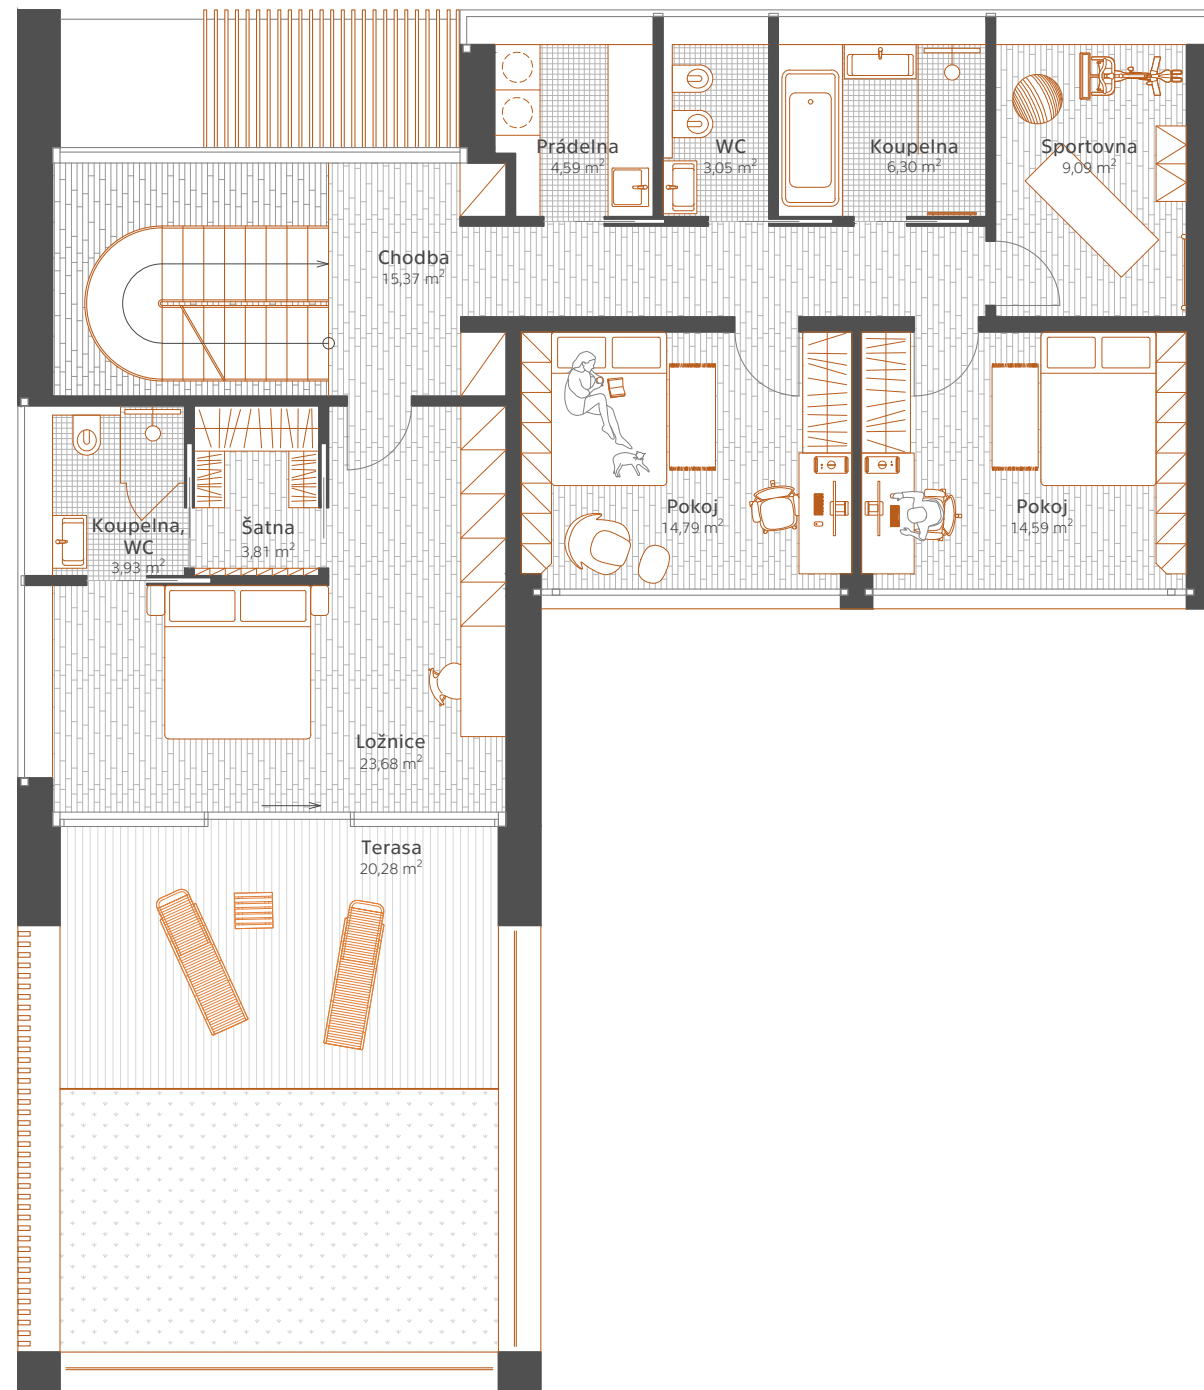 Prádelna
4,59 m²
WC
3,05 m²
Koupelna
6,30 m²
Sportovna
9,09 m²
Chodba
15,37 m²
Pokoj
14,79 m²
Pokoj
14,59 m²
Koupelna,
WC
3,93 m²
Šatna
3,81 m²
Ložnice
23,68 m²
Terasa
20,28 m²